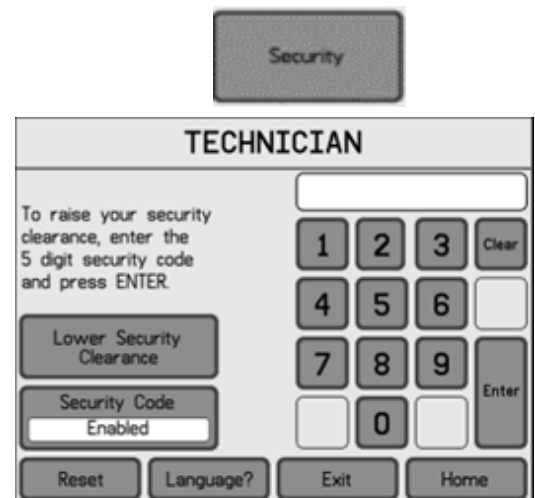 Security
TECHNICIAN
To raise your security
clearance, enter the
5 digit security code
and press ENTER.
Lower Security
Clearance
Security Code
Enabled
1 2 3 Clear
4 5 6
7 8 9 Enter
0
Reset Language? Exit Home